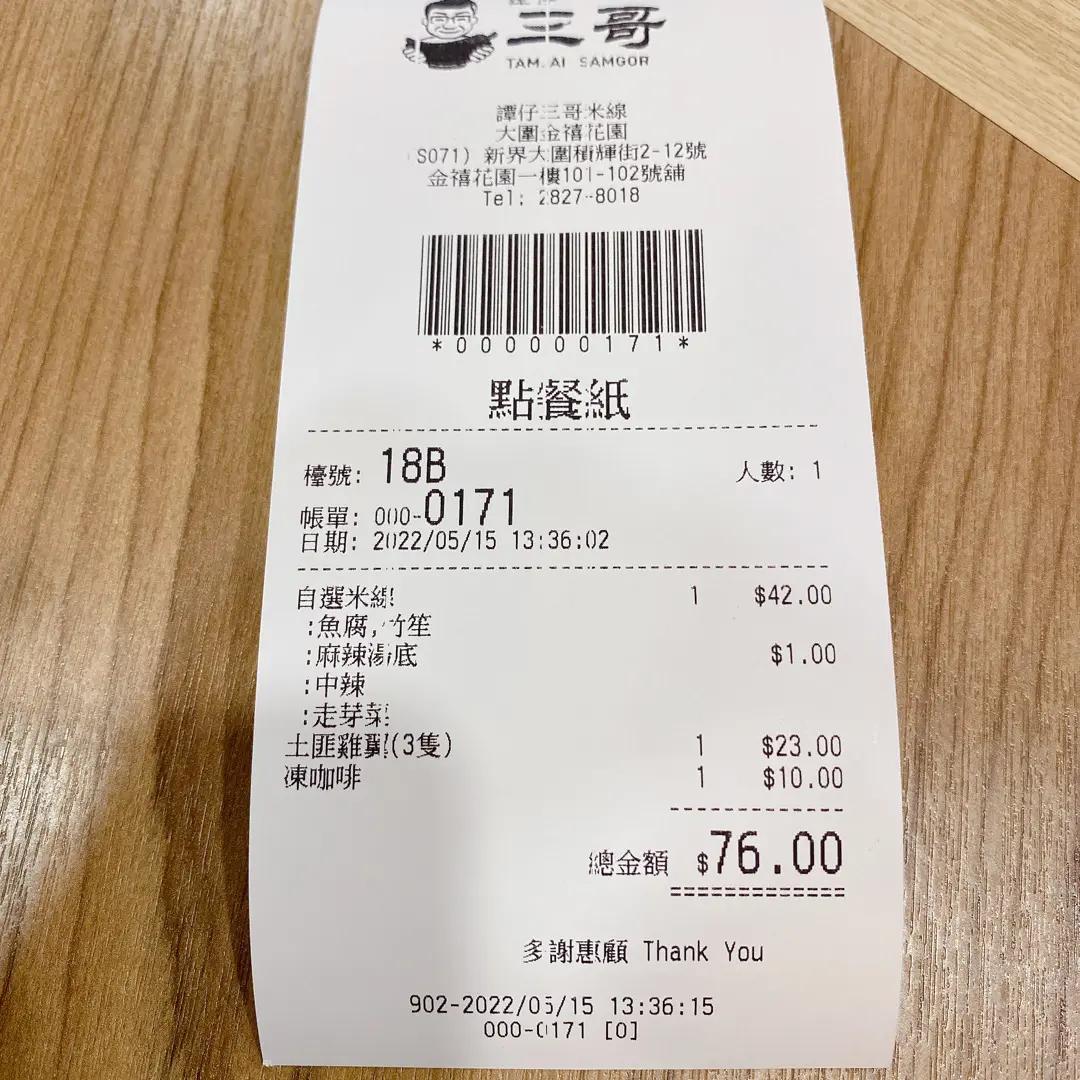 三哥
TAM JAI SAMGOR
譚仔三哥米線
大圍金禧花園
(S071) 新界大圍積輝街2-12號
金禧花園一樓101-102號舖
Tel: 2827-8018
*000000171*
點餐紙
檯號: 18B 人數: 1
帳單: 000-0171
日期: 2022/05/15 13:36:02
自選米線 1 $42.00
:魚腐,竹笙
:麻辣湯底 $1.00
:中辣
:走芽菜
土匪雞翼(3隻) 1 $23.00
凍咖啡 1 $10.00
總金額 $76.00
多謝惠顧 Thank You
902-2022/05/15 13:36:15
000-0171 [0]